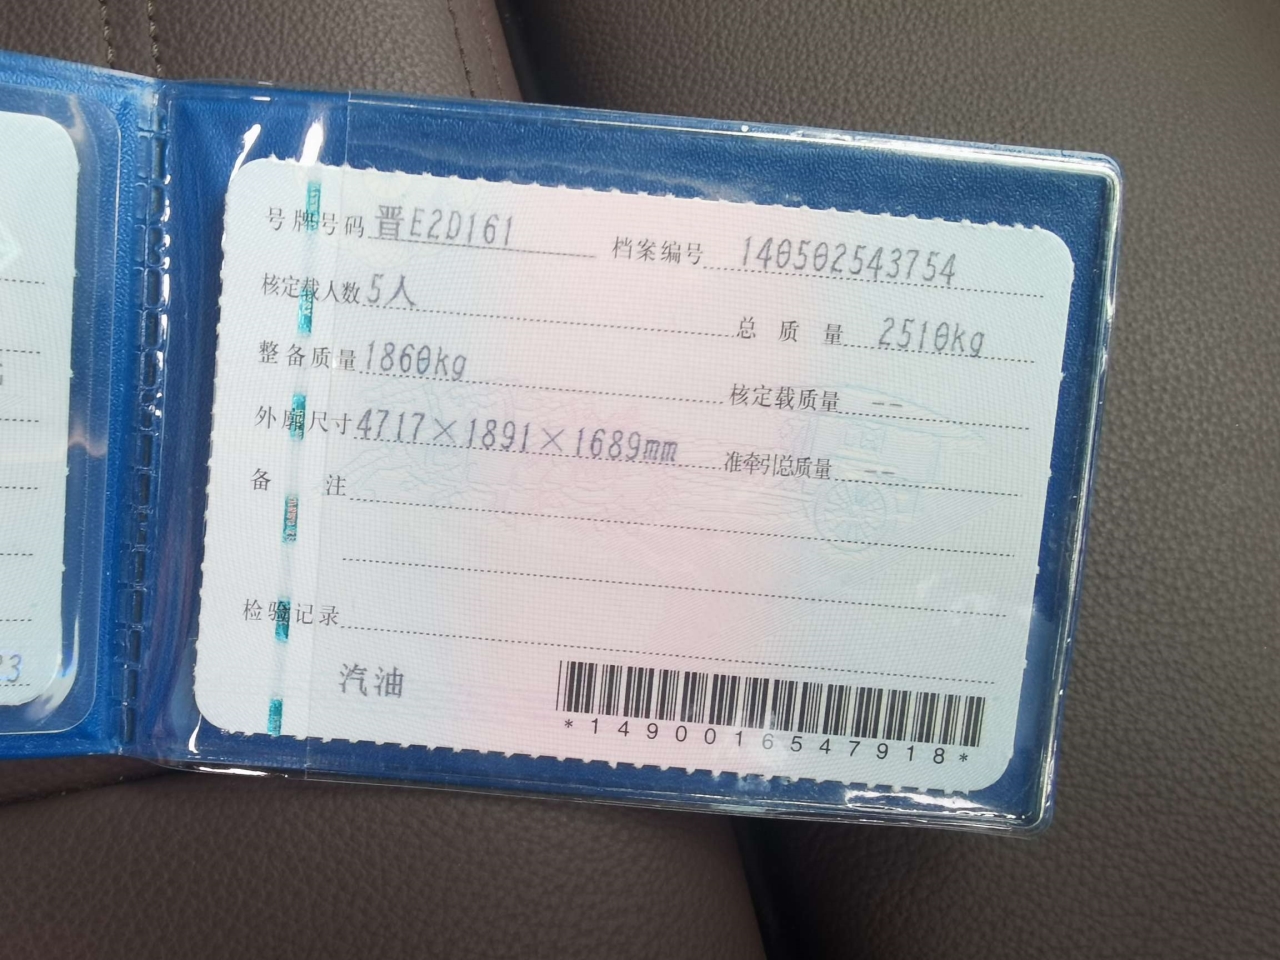 号牌号码 晋E2D161 档案编号 140502543754
核定载人数 5人 总质量 2510kg
整备质量 1860kg 核定载质量 --
外廓尺寸 4717×1891×1689mm 准牵引总质量 --
备注
检验记录
汽油
*1490016547918*